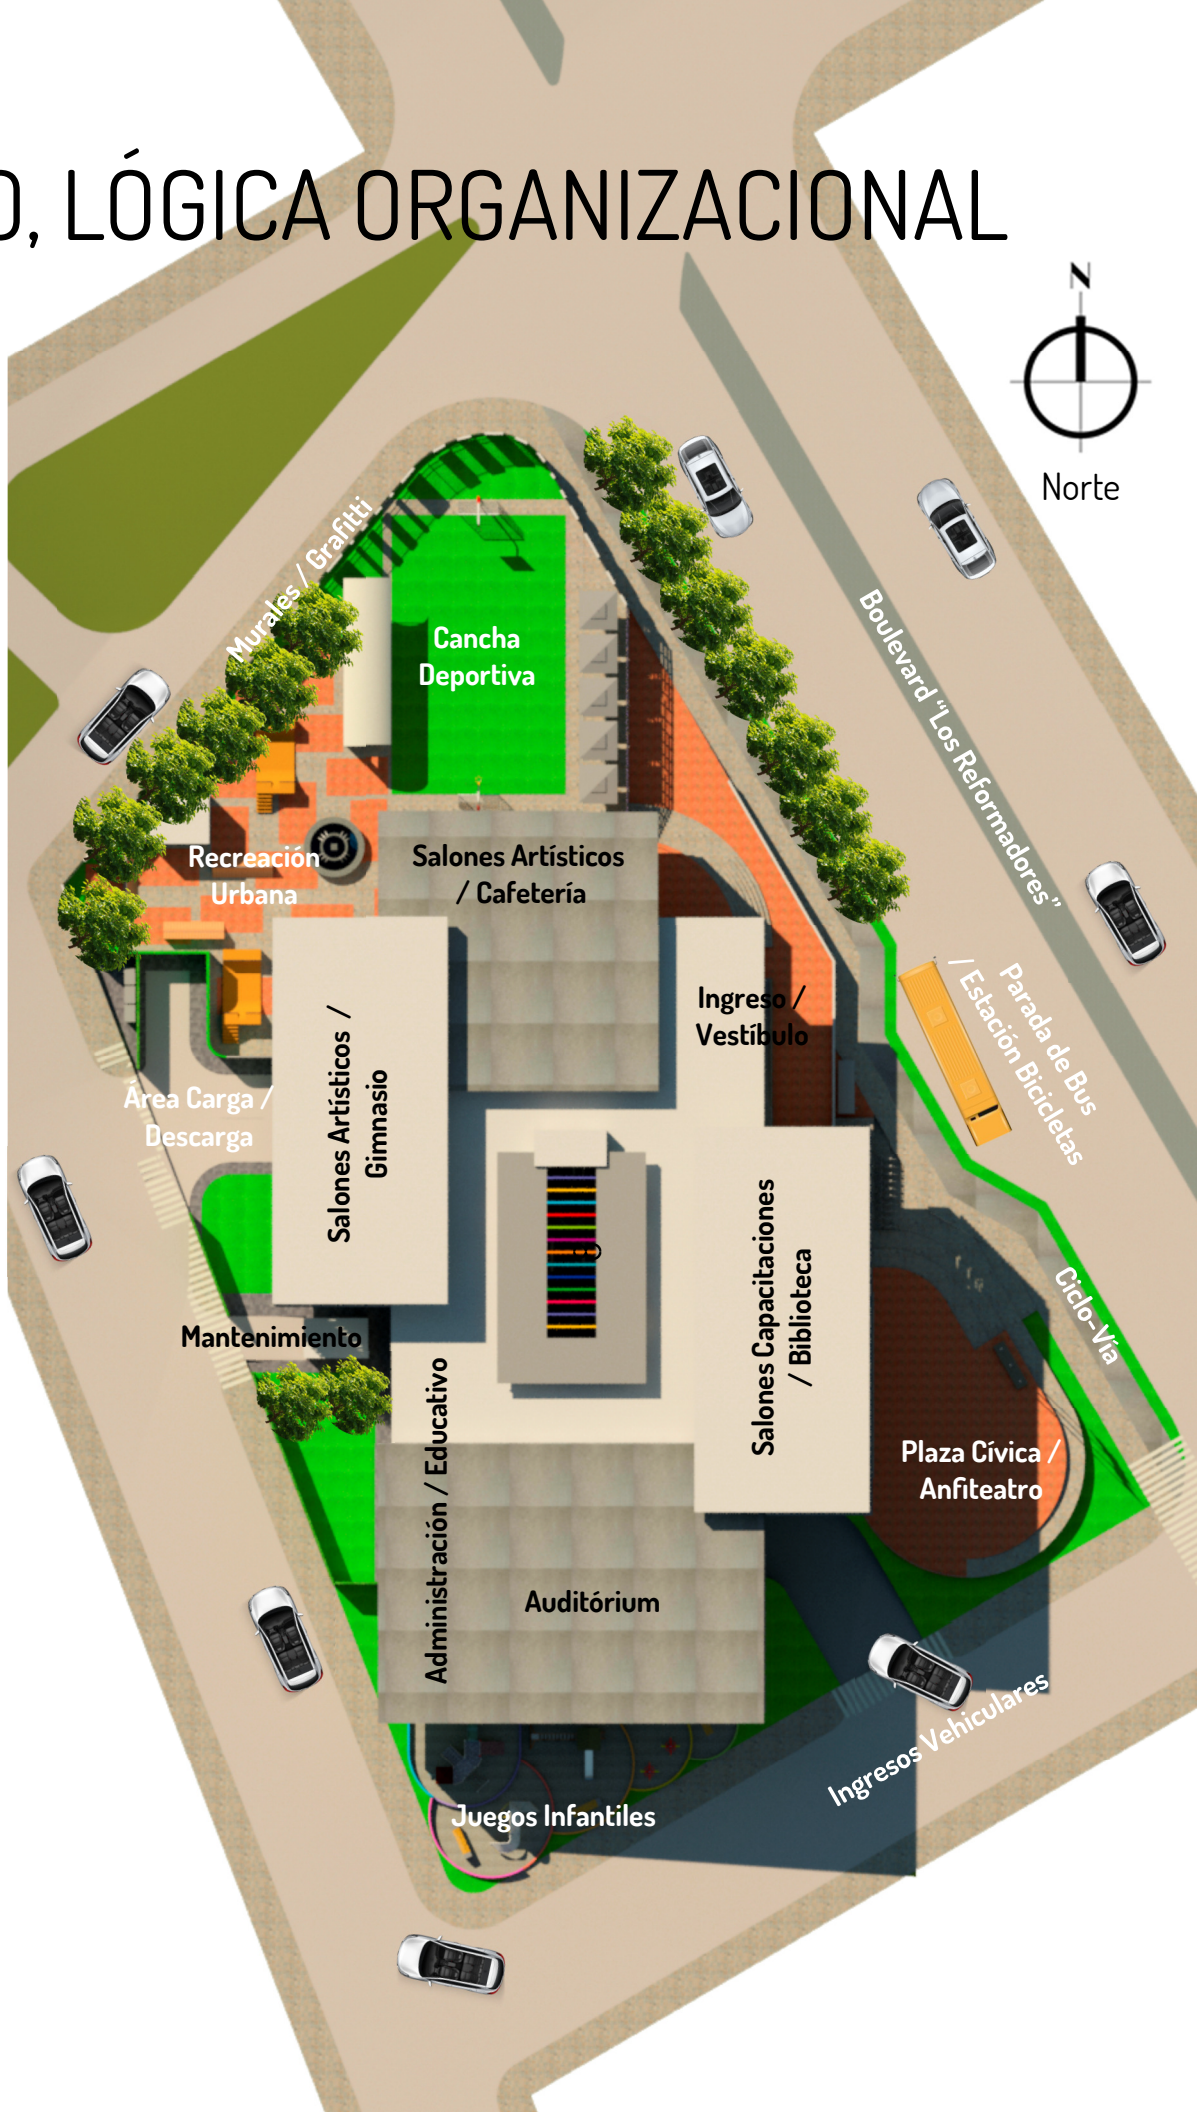 O, LÓGICA ORGANIZACIONAL
N
Norte
Murales / Grafitti
Cancha
Deportiva
Boulevard “Los Reformadores”
Recreación
Urbana
Salones Artísticos
/ Cafetería
Ingreso /
Vestíbulo
Parada de Bus
/ Estación Bicicletas
Salones Artísticos /
Gimnasio
Área Carga /
Descarga
Salones Capacitaciones
/ Biblioteca
Ciclo-Vía
Mantenimiento
Administración / Educativo
Plaza Cívica /
Anfiteatro
Auditórium
Ingresos Vehiculares
Juegos Infantiles